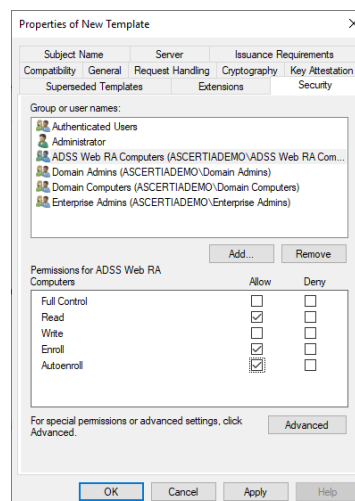 Properties of New Template
Subject Name Server Issuance Requirements
Compatibility General Request Handling Cryptography Key Attestation
Superseded Templates Extensions Security
Group or user names:
Authenticated Users
Administrator
ADSS Web RA Computers (ASCERTIADEMO\ADSS Web RA Com...
Domain Admins (ASCERTIADEMO\Domain Admins)
Domain Computers (ASCERTIADEMO\Domain Computers)
Enterprise Admins (ASCERTIADEMO\Enterprise Admins)
Add... Remove
Permissions for ADSS Web RA
Computers Allow Deny
Full Control
Read
Write
Enroll
Autoenroll
For special permissions or advanced settings, click
Advanced. Advanced
OK Cancel Apply Help